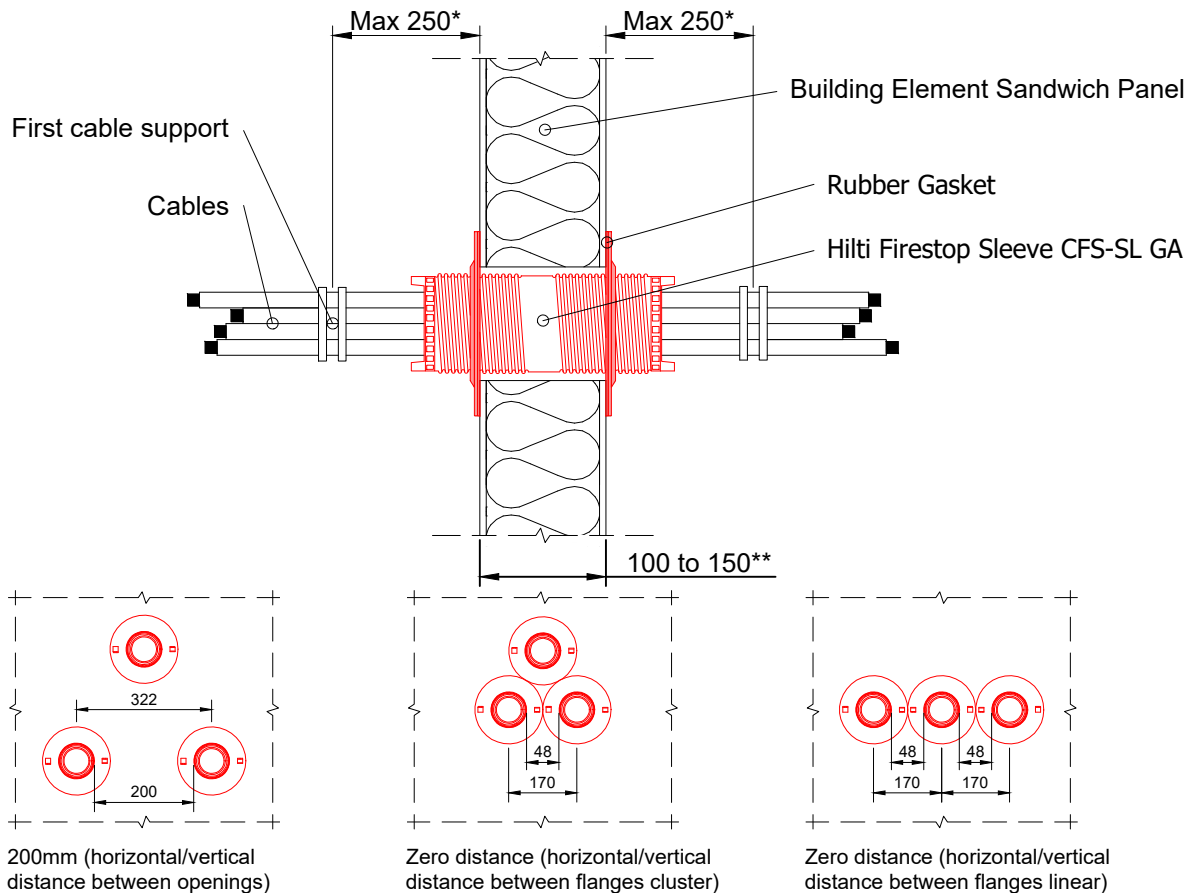 Max 250*
Max 250*
Building Element Sandwich Panel
First cable support
Rubber Gasket
Cables
Hilti Firestop Sleeve CFS-SL GA
100 to 150**
322
200
48
170
48
48
170
170
200mm (horizontal/vertical
distance between openings)
Zero distance (horizontal/vertical
distance between flanges cluster)
Zero distance (horizontal/vertical
distance between flanges linear)